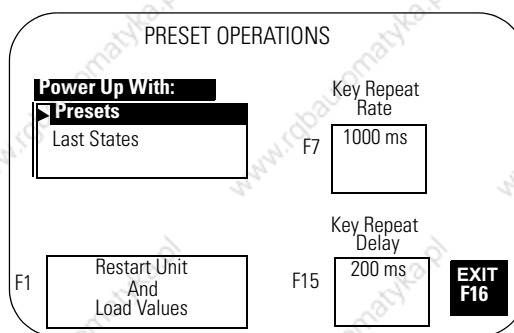 PRESET OPERATIONS
Power Up With:
Presets
Last States
Key Repeat
Rate
F7
1000 ms
F1
Restart Unit
And
Load Values
Key Repeat
Delay
F15
200 ms
EXIT
F16